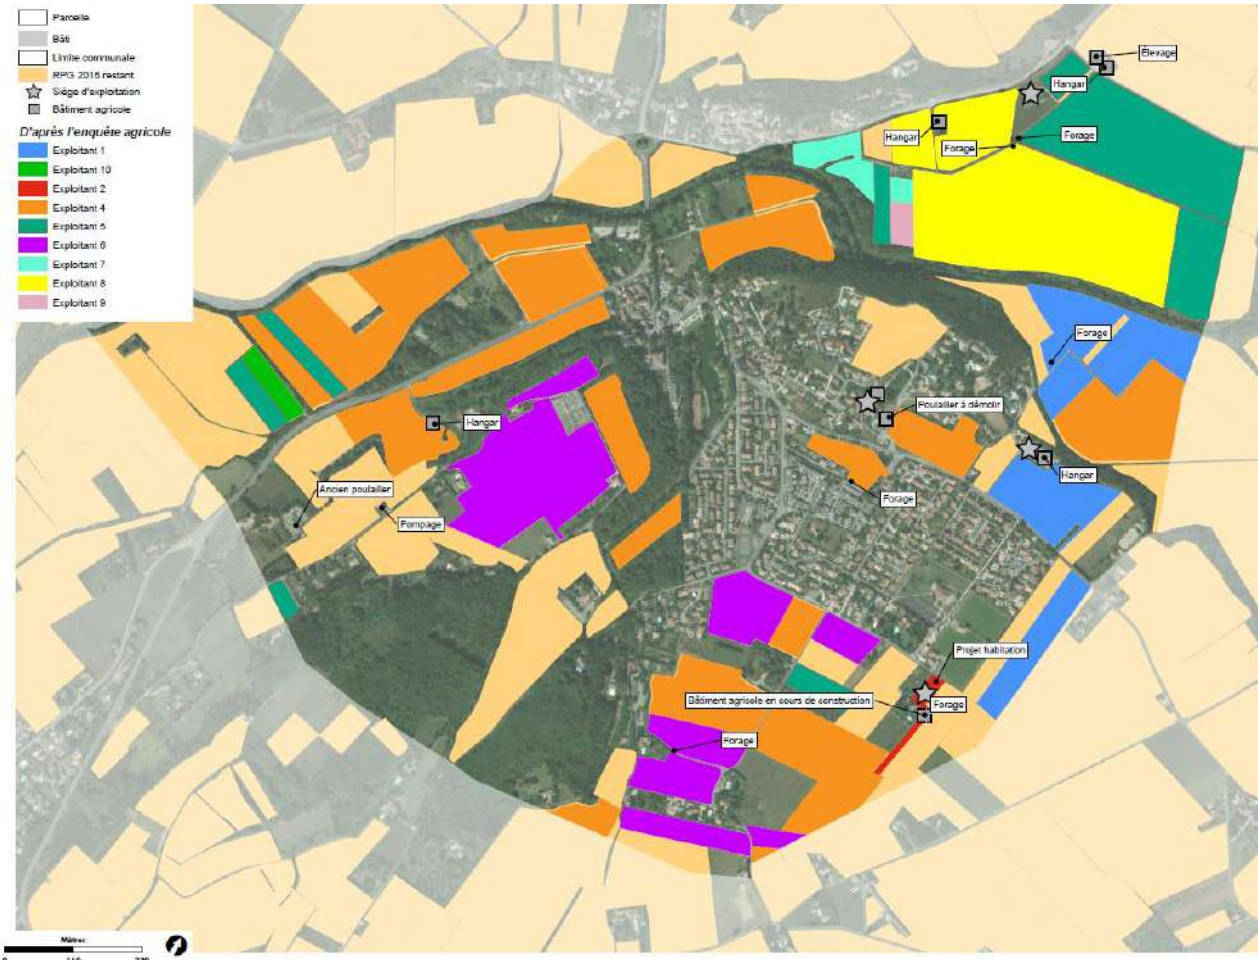 Parcelle
Bâti
Limite communale
RPG 2016 restant
Siège d'exploitation
Bâtiment agricole
D'après l'enquête agricole
Exploitant 1
Exploitant 10
Exploitant 2
Exploitant 4
Exploitant 5
Exploitant 6
Exploitant 7
Exploitant 8
Exploitant 9
Élevage
Hangar
Forage
Hangar
Forage
Forage
Poulailler à démolir
Hangar
Hangar
Ancien poulailler
Forage
Pompage
Projet habitation
Bâtiment agricole en cours de construction
Forage
Forage
Mètres